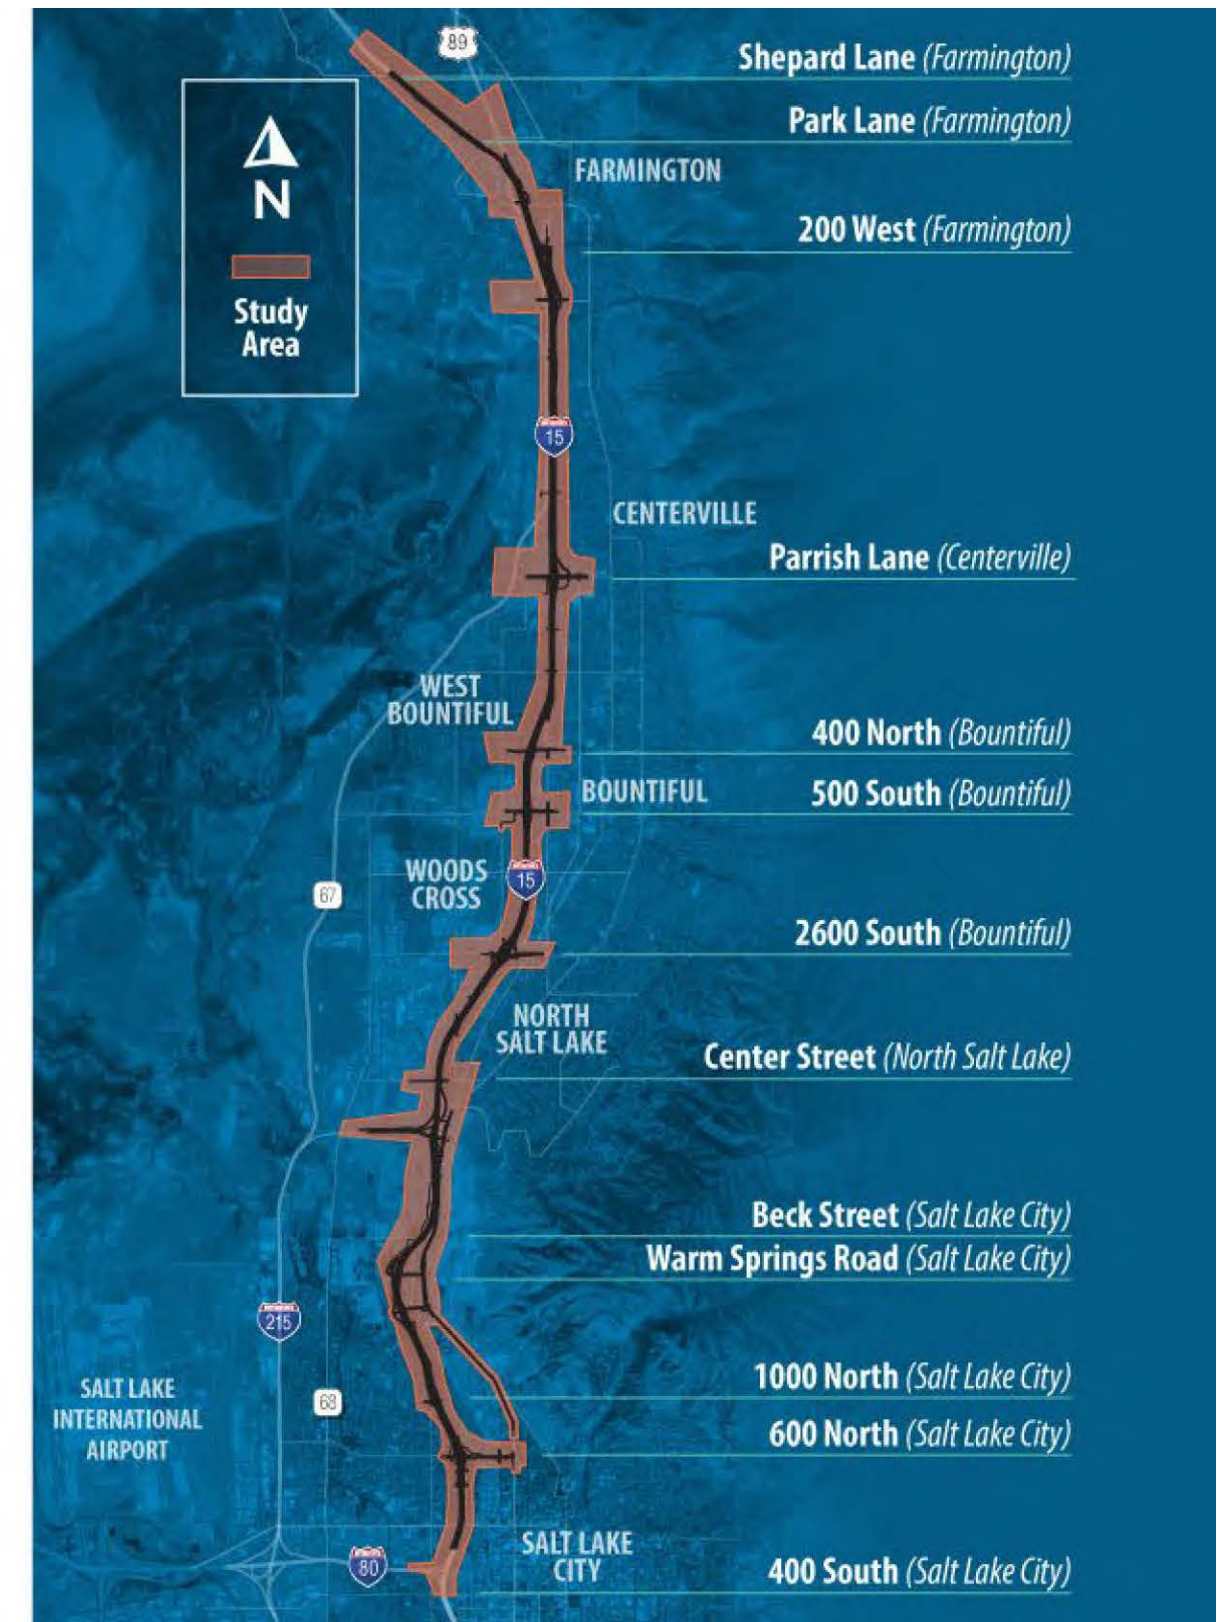 89
Shepard Lane (Farmington)
Park Lane (Farmington)
N
FARMINGTON
200 West (Farmington)
Study
Area
15
CENTERVILLE
Parrish Lane (Centerville)
WEST
BOUNTIFUL
400 North (Bountiful)
BOUNTIFUL
500 South (Bountiful)
WOODS
CROSS
15
67
2600 South (Bountiful)
NORTH
SALT LAKE
Center Street (North Salt Lake)
Beck Street (Salt Lake City)
Warm Springs Road (Salt Lake City)
215
1000 North (Salt Lake City)
SALT LAKE
INTERNATIONAL
AIRPORT
68
600 North (Salt Lake City)
SALT LAKE
CITY
80
400 South (Salt Lake City)